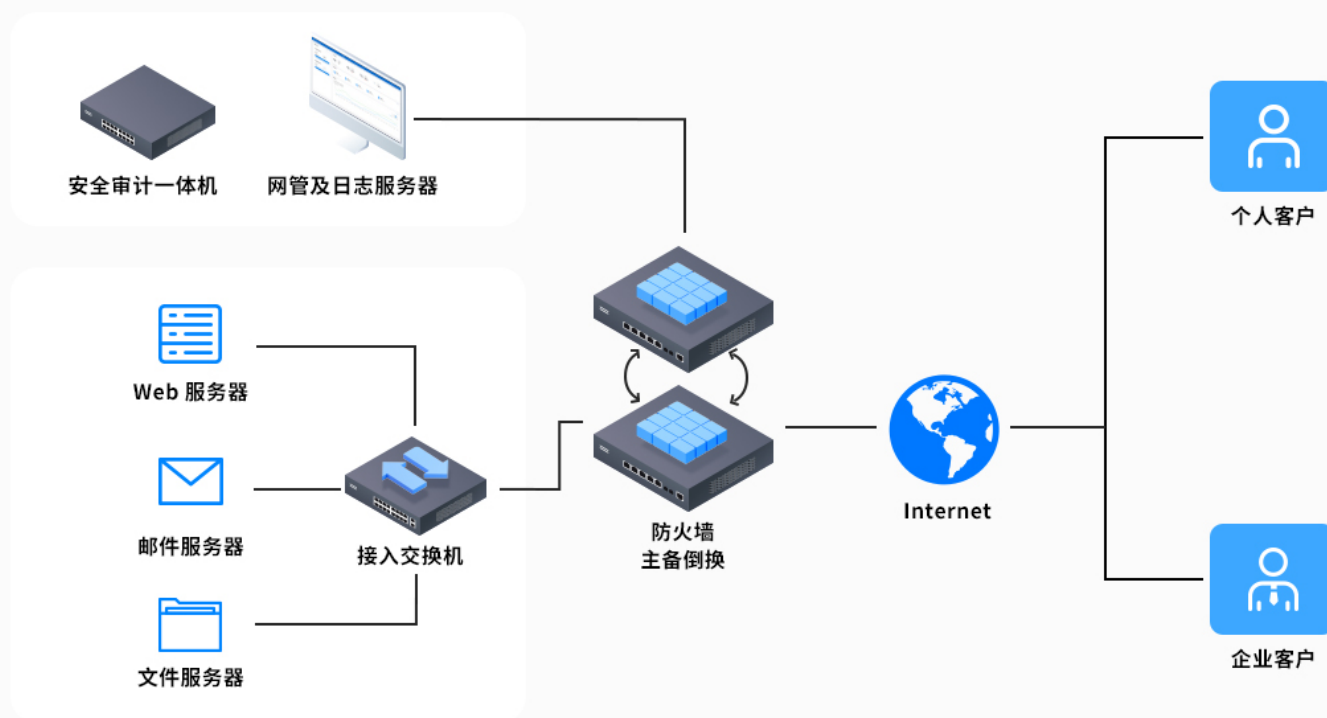 安全审计一体机
网管及日志服务器
个人客户
Web 服务器
邮件服务器
接入交换机
文件服务器
防火墙
主备倒换
Internet
企业客户